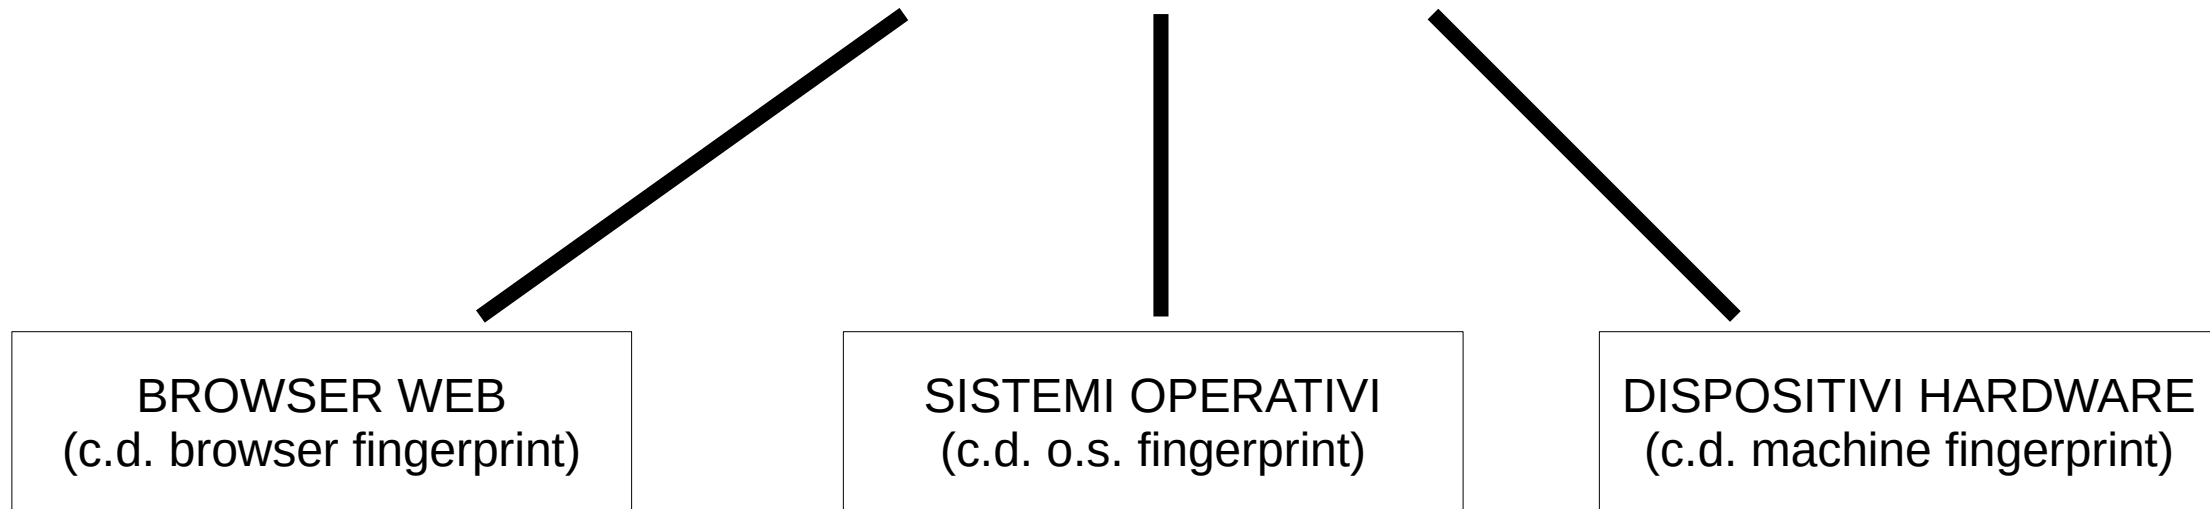 BROWSER WEB
(c.d. browser fingerprint)
SISTEMI OPERATIVI
(c.d. o.s. fingerprint)
DISPOSITIVI HARDWARE
(c.d. machine fingerprint)